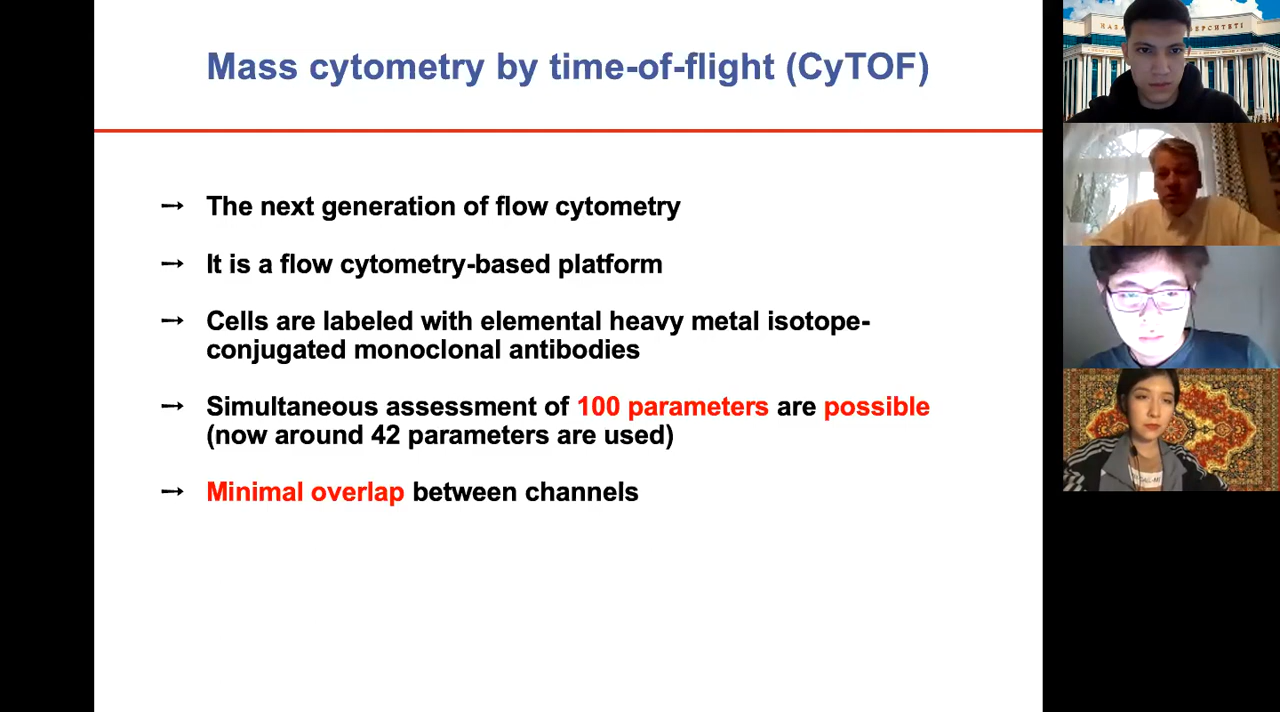 Mass cytometry by time-of-flight (CyTOF)
→ The next generation of flow cytometry
→ It is a flow cytometry-based platform
→ Cells are labeled with elemental heavy metal isotope-
conjugated monoclonal antibodies
→ Simultaneous assessment of 100 parameters are possible
(now around 42 parameters are used)
→ Minimal overlap between channels